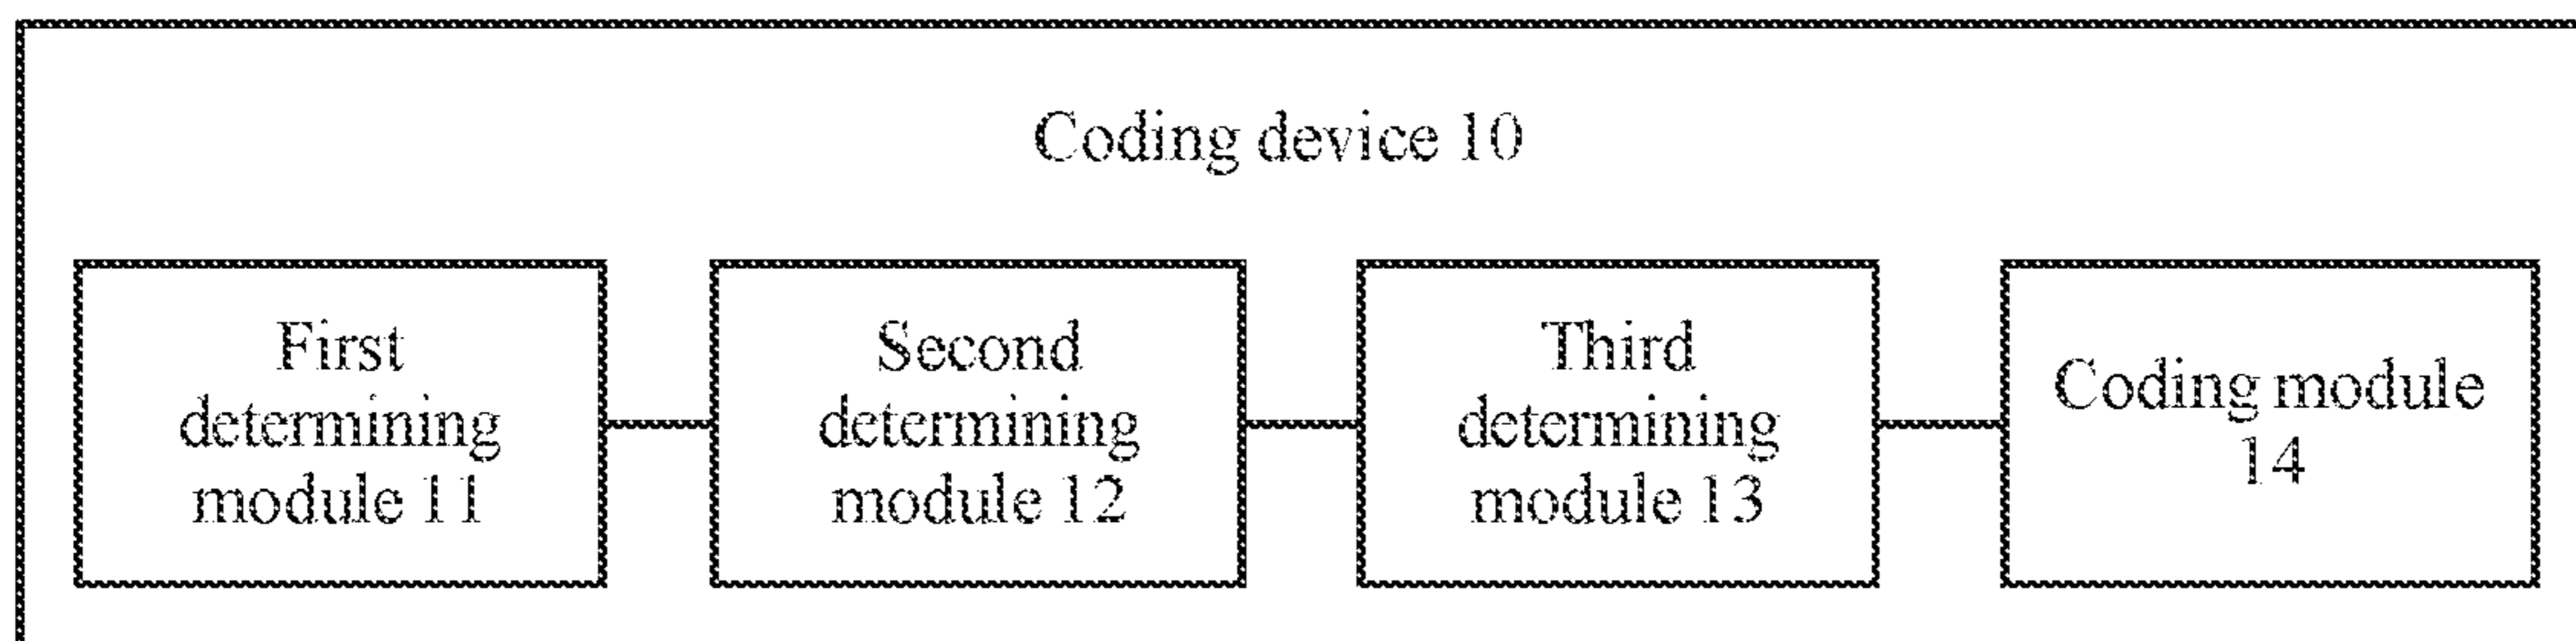 Coding device 10
First
determining
module 11
Second
determining
module 12
Third
determining
module 13
Coding module
14